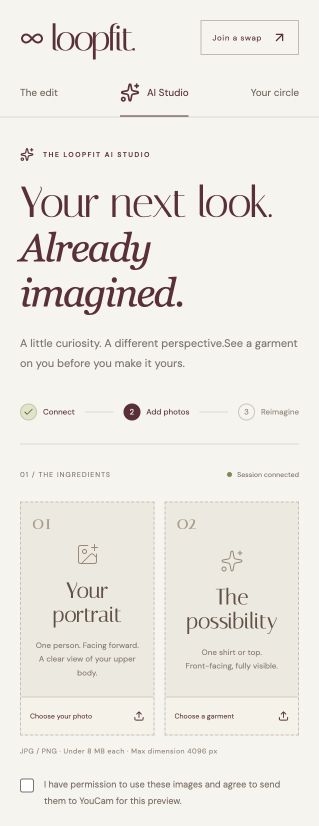 loopfit.
Join a swap
The edit
AI Studio
Your circle
THE LOOPFIT AI STUDIO
Your next look.
Already
imagined.
A little curiosity. A different perspective.See a garment
on you before you make it yours.
Connect
2
Add photos
3
Reimagine
01 / THE INGREDIENTS
Session connected
01
Your
portrait
One person. Facing forward.
A clear view of your upper
body.
Choose your photo
02
The
possibility
One shirt or top.
Front-facing, fully visible.
Choose a garment
JPG / PNG · Under 8 MB each · Max dimension 4096 px
I have permission to use these images and agree to send
them to YouCam for this preview.